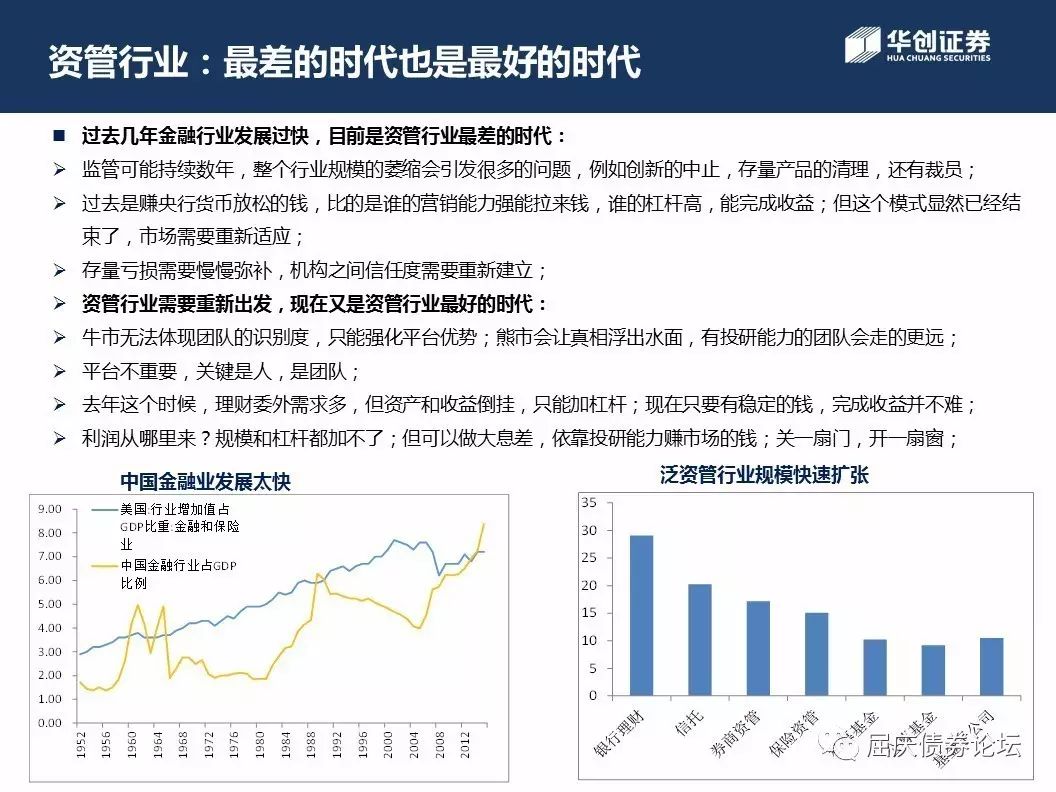 资管行业：最差的时代也是最好的时代
华创证券
HUA CHUANG SECURITIES
过去几年金融行业发展过快，目前是资管行业最差的时代：
监管可能持续数年，整个行业规模的萎缩会引发很多的问题，例如创新的中止，存量产品的清理，还有裁员；
过去是赚央行货币放松的钱，比的是谁的营销能力强能拉来钱，谁的杠杆高，能完成收益；但这个模式显然已经结
束了，市场需要重新适应；
存量亏损需要慢慢弥补，机构之间信任度需要重新建立；
资管行业需要重新出发，现在又是资管行业最好的时代：
牛市无法体现团队的识别度，只能强化平台优势；熊市会让真相浮出水面，有投研能力的团队会走的更远；
平台不重要，关键是人，是团队；
去年这个时候，理财委外需求多，但资产和收益倒挂，只能加杠杆；现在只要有稳定的钱，完成收益并不难；
利润从哪里来？规模和杠杆都加不了；但可以做大息差，依靠投研能力赚市场的钱；关一扇门，开一扇窗；
中国金融业发展太快
9.00
8.00
7.00
6.00
5.00
4.00
3.00
2.00
1.00
0.00
美国:行业增加值占
GDP比重:金融和保险
业
中国金融行业占GDP
比例
1952 1956 1960 1964 1968 1972 1976 1980 1984 1988 1992 1996 2000 2004 2008 2012
泛资管行业规模快速扩张
35
30
25
20
15
10
5
0
银行理财 信托 券商资管 保险资管 基金 基金 公司
屈庆债券论坛